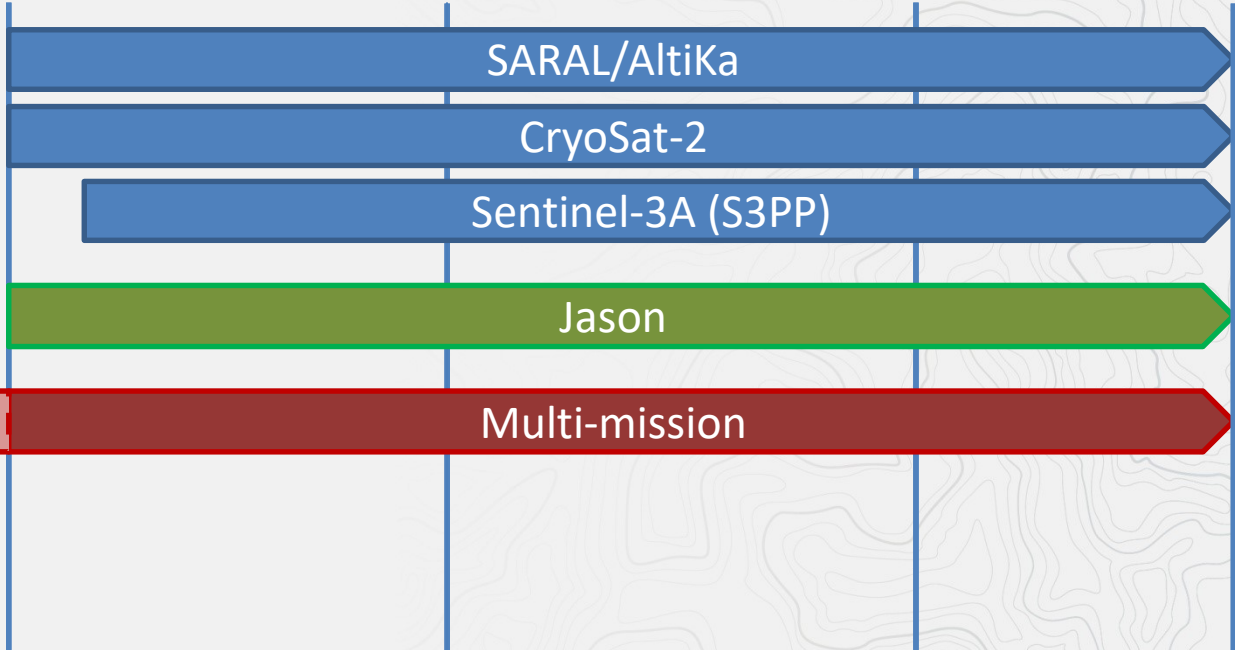 SARAL/AltiKa
CryoSat-2
Sentinel-3A (S3PP)
Jason
Multi-mission